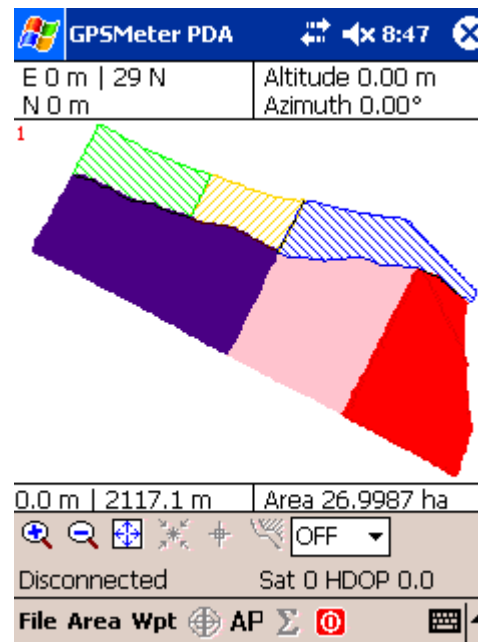 GPSMeter PDA 8:47
E 0 m | 29 N Altitude 0.00 m
N 0 m Azimuth 0.00°
1
0.0 m | 2117.1 m Area 26.9987 ha
OFF
Disconnected Sat 0 HDOP 0.0
File Area Wpt AP Σ 0